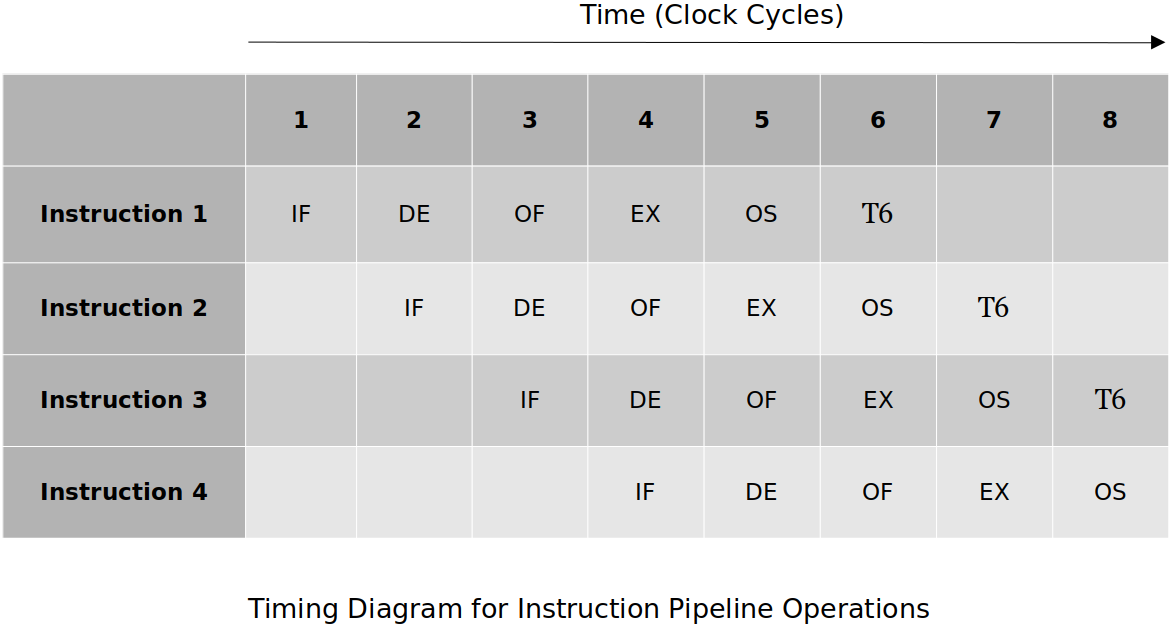 Time (Clock Cycles)
1 2 3 4 5 6 7 8
Instruction 1 IF DE OF EX OS T6
Instruction 2 IF DE OF EX OS T6
Instruction 3 IF DE OF EX OS T6
Instruction 4 IF DE OF EX OS
Timing Diagram for Instruction Pipeline Operations